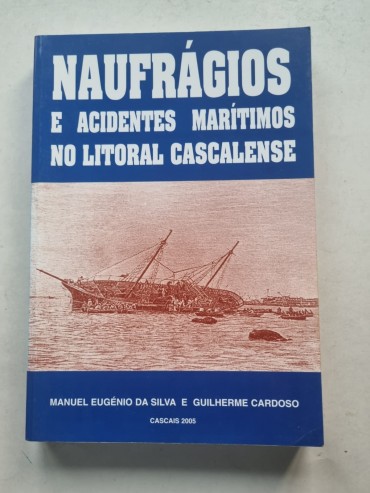 NAUFRÁGIOS
E ACIDENTES MARÍTIMOS
NO LITORAL CASCALENSE
MANUEL EUGÉNIO DA SILVA E GUILHERME CARDOSO
CASCAIS 2005